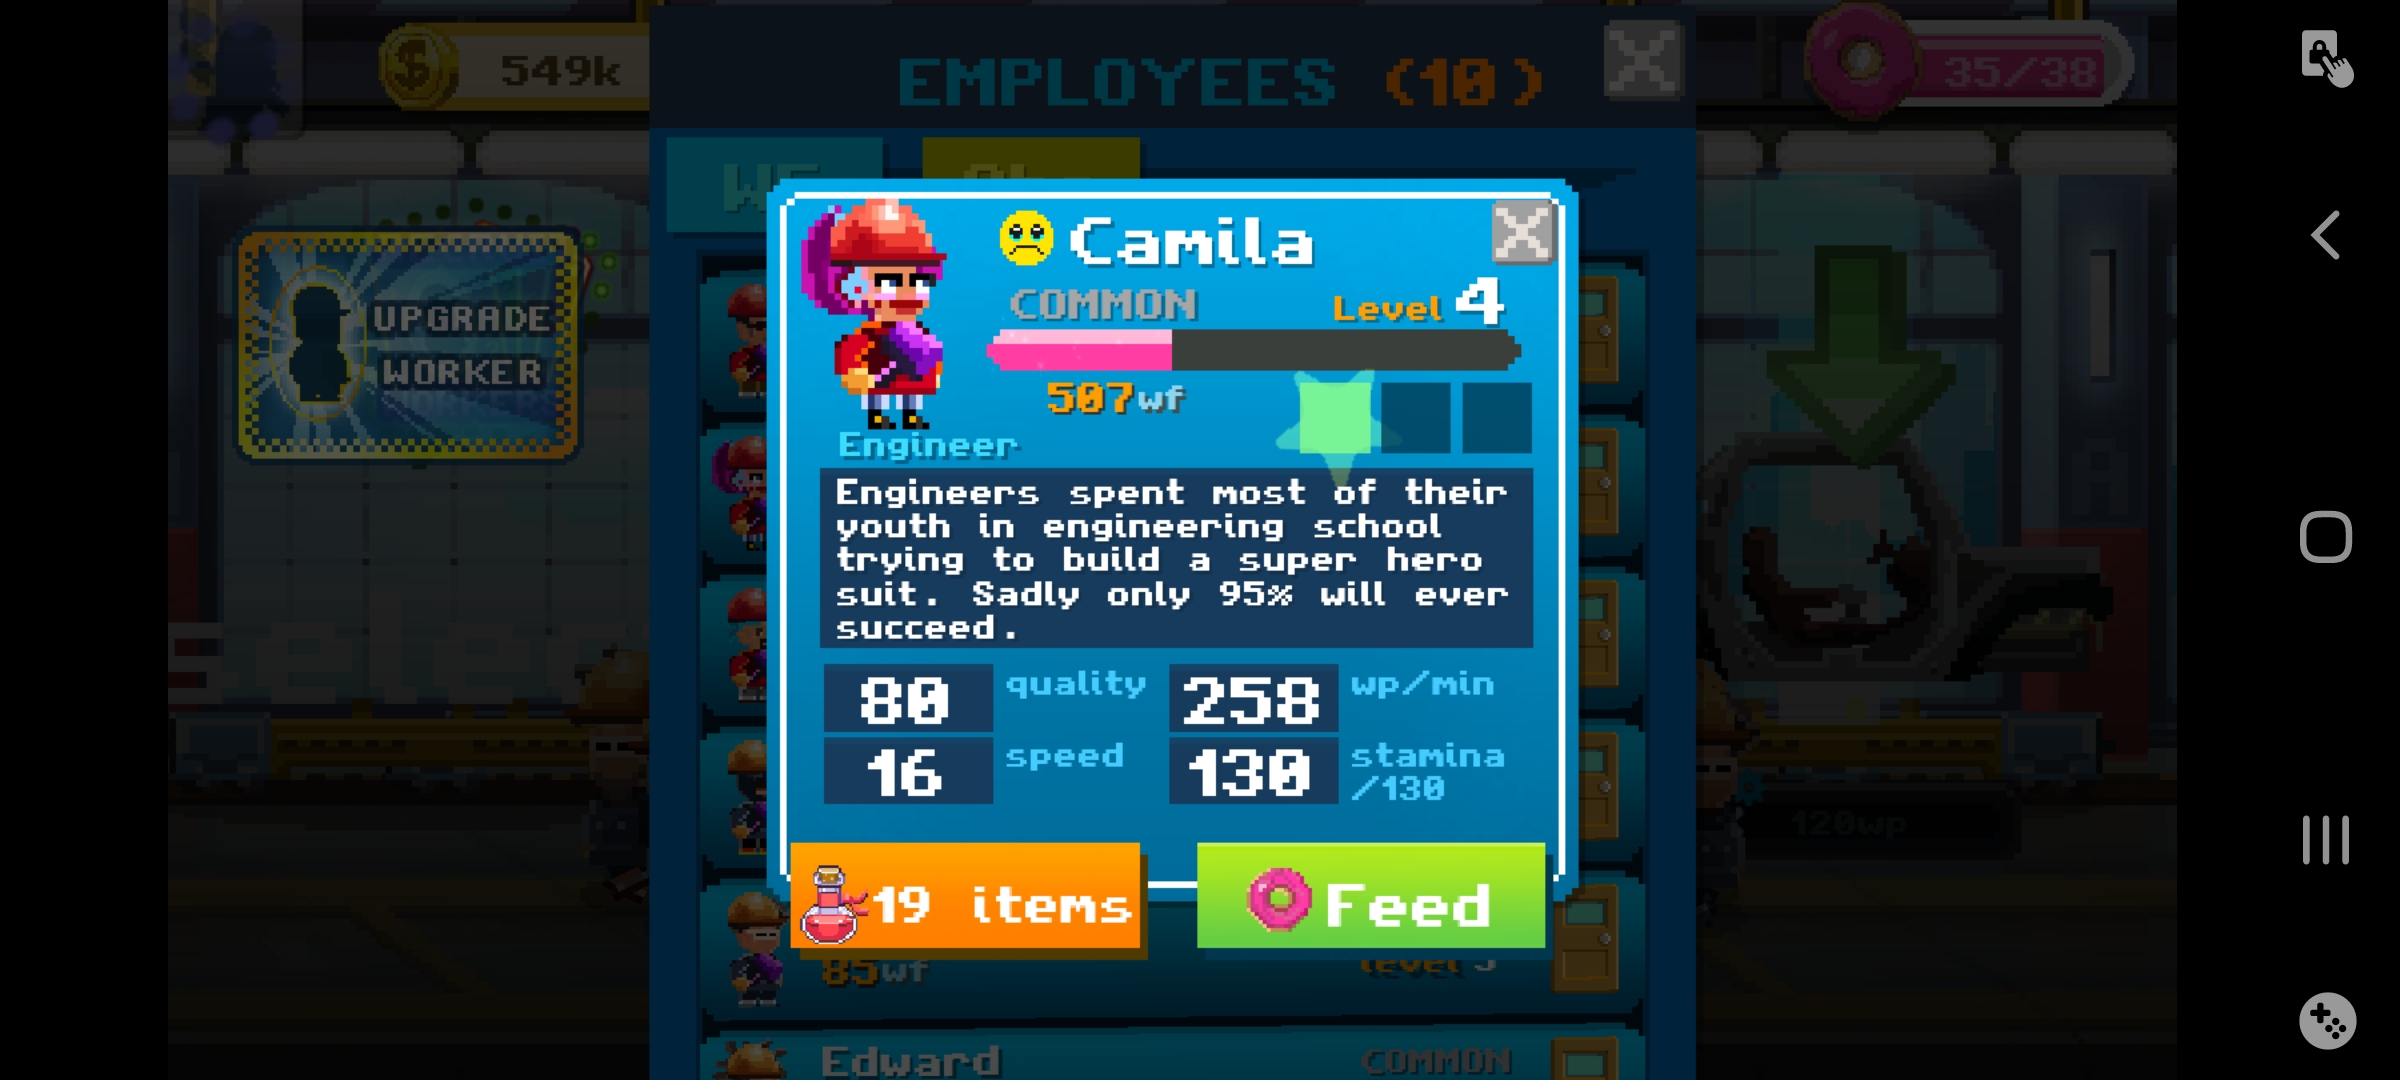 549k
EMPLOYEES (10)
35/38
UPGRADE
WORKER
Camila
COMMON
Level 4
507wf
Engineer
Engineers spent most of their
youth in engineering school
trying to build a super hero
suit. Sadly only 95% will ever
succeed.
80 quality
258 wp/min
16 speed
130 stamina
/130
120wp
19 items
Feed
85wf
Edward
COMMON